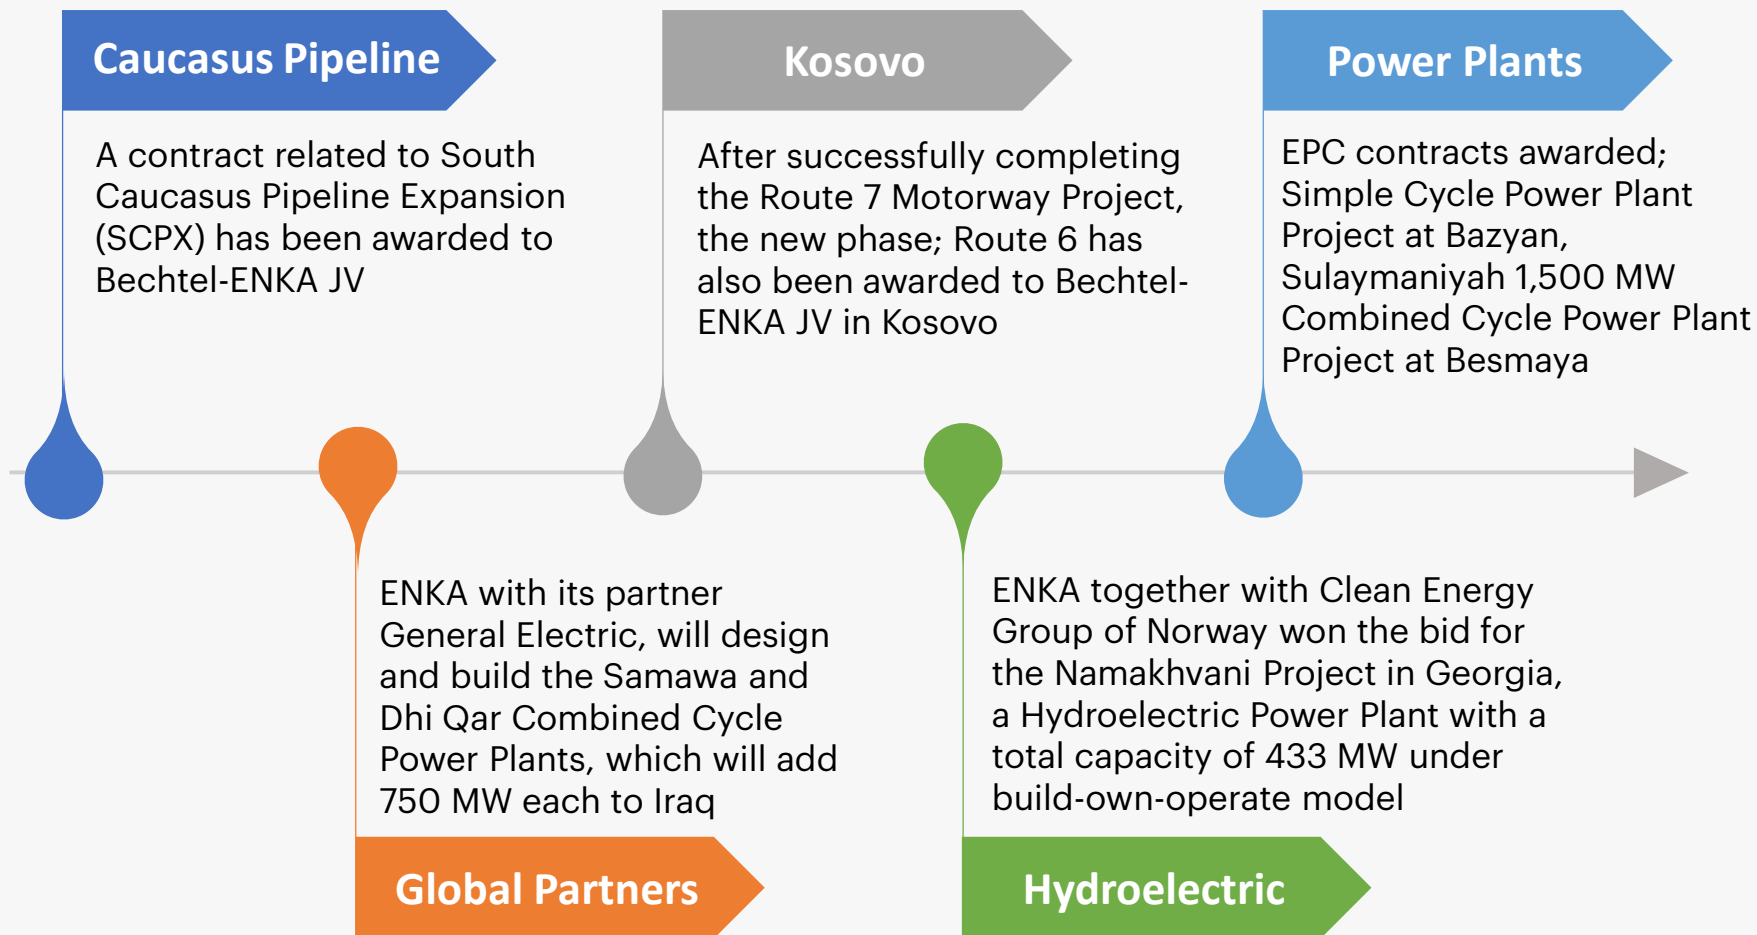 Caucasus Pipeline
A contract related to South
Caucasus Pipeline Expansion
(SCPX) has been awarded to
Bechtel-ENKA JV
Kosovo
After successfully completing
the Route 7 Motorway Project,
the new phase; Route 6 has
also been awarded to Bechtel-
ENKA JV in Kosovo
Power Plants
EPC contracts awarded;
Simple Cycle Power Plant
Project at Bazyan,
Sulaymaniyah 1,500 MW
Combined Cycle Power Plant
Project at Besmaya
ENKA with its partner
General Electric, will design
and build the Samawa and
Dhi Qar Combined Cycle
Power Plants, which will add
750 MW each to Iraq
Global Partners
ENKA together with Clean Energy
Group of Norway won the bid for
the Namakhvani Project in Georgia,
a Hydroelectric Power Plant with a
total capacity of 433 MW under
build-own-operate model
Hydroelectric